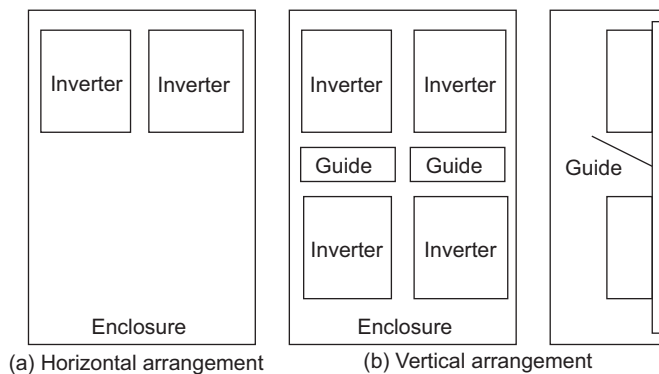 Inverter Inverter
Enclosure
(a) Horizontal arrangement
Inverter Inverter
Guide Guide
Inverter Inverter
Enclosure
Guide
(b) Vertical arrangement